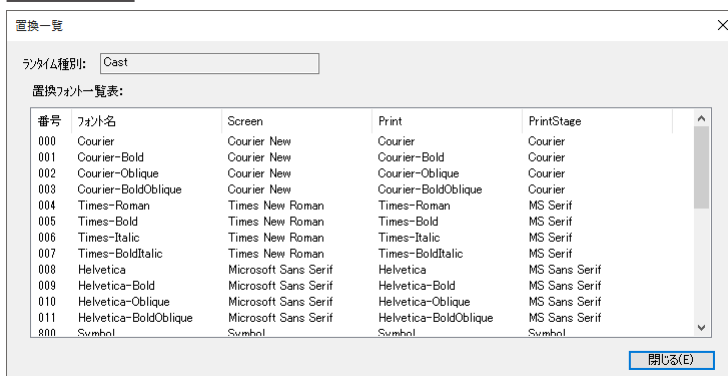 置換一覧
ランタイム種別: Cast
置換フォント一覧表:
番号 フォント名 Screen Print PrintStage
000 Courier Courier New Courier Courier
001 Courier-Bold Courier New Courier-Bold Courier
002 Courier-Oblique Courier New Courier-Oblique Courier
003 Courier-BoldOblique Courier New Courier-BoldOblique Courier
004 Times-Roman Times New Roman Times-Roman MS Serif
005 Times-Bold Times New Roman Times-Bold MS Serif
006 Times-Italic Times New Roman Times-Italic MS Serif
007 Times-BoldItalic Times New Roman Times-BoldItalic MS Serif
008 Helvetica Microsoft Sans Serif Helvetica MS Sans Serif
009 Helvetica-Bold Microsoft Sans Serif Helvetica-Bold MS Sans Serif
010 Helvetica-Oblique Microsoft Sans Serif Helvetica-Oblique MS Sans Serif
011 Helvetica-BoldOblique Microsoft Sans Serif Helvetica-BoldOblique MS Sans Serif
800 Symbol Symbol Symbol Symbol
閉じる(E)